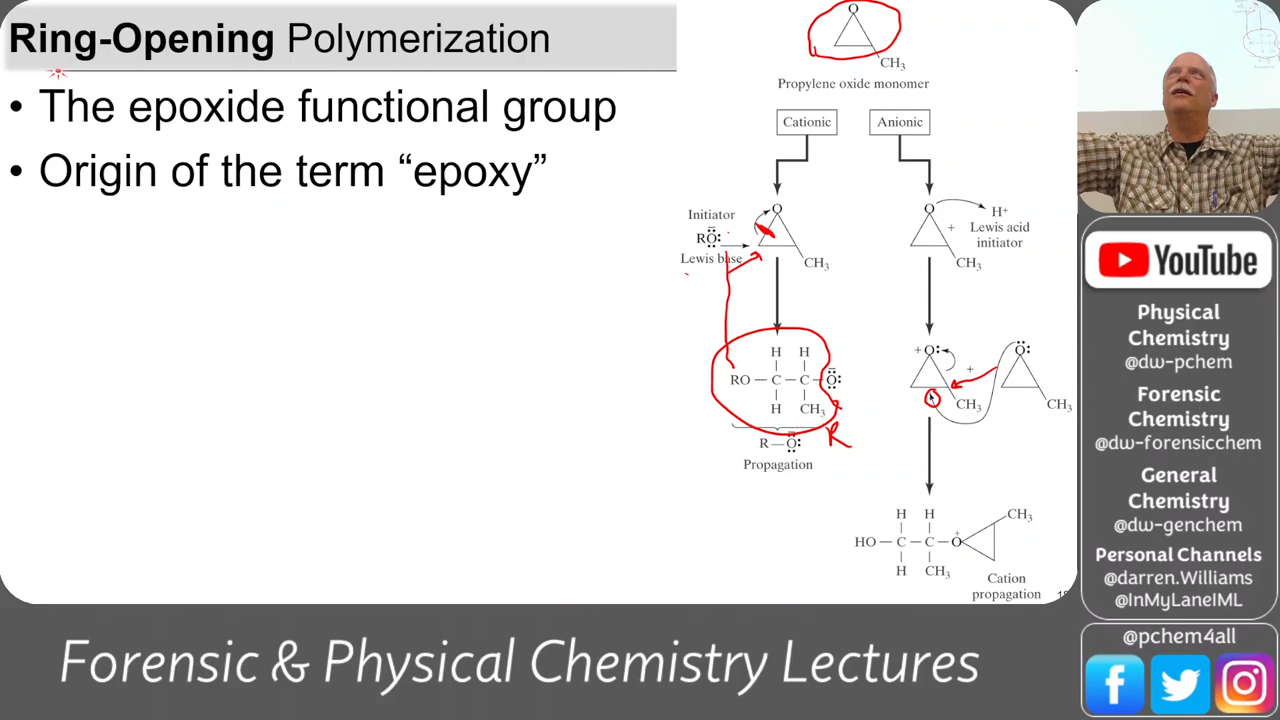 Ring-Opening Polymerization
• The epoxide functional group
• Origin of the term “epoxy”
O
CH₃
Propylene oxide monomer
Cationic
Anionic
Initiator
RŌ:
Lewis base
O
CH₃
O
H⁺
+ Lewis acid
initiator
CH₃
H H
RO — C — C — Ō:
H CH₃
R — Ō:
R
Propagation
+ O:
+
O
CH₃
CH₃
H H
CH₃
HO — C — C — O⁺
H CH₃
Cation
propagation
YouTube
Physical
Chemistry
@dw-pchem
Forensic
Chemistry
@dw-forensicchem
General
Chemistry
@dw-genchem
Personal Channels
@darren.Williams
@InMyLaneIML
@pchem4all
Forensic & Physical Chemistry Lectures